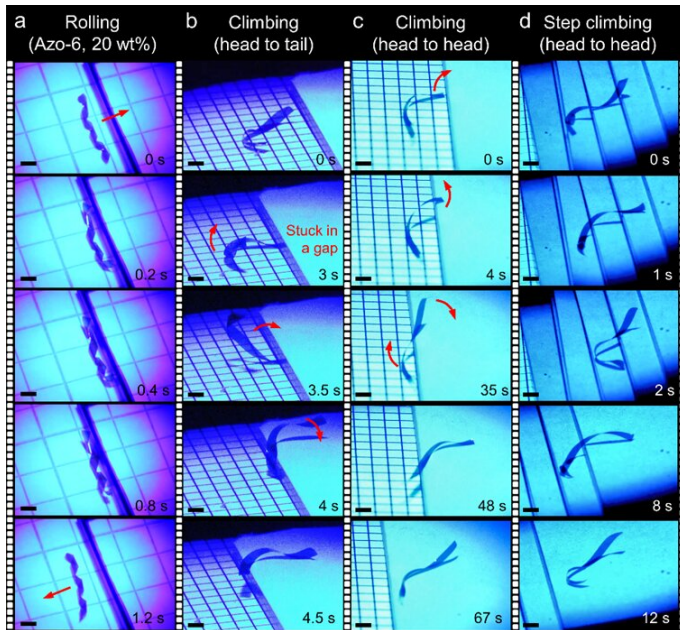 a Rolling
(Azo-6, 20 wt%)
0 s
0.2 s
0.4 s
0.8 s
1.2 s
b Climbing
(head to tail)
0 s
Stuck in
a gap
3 s
3.5 s
4 s
4.5 s
c Climbing
(head to head)
0 s
4 s
35 s
48 s
67 s
d Step climbing
(head to head)
0 s
1 s
2 s
8 s
12 s